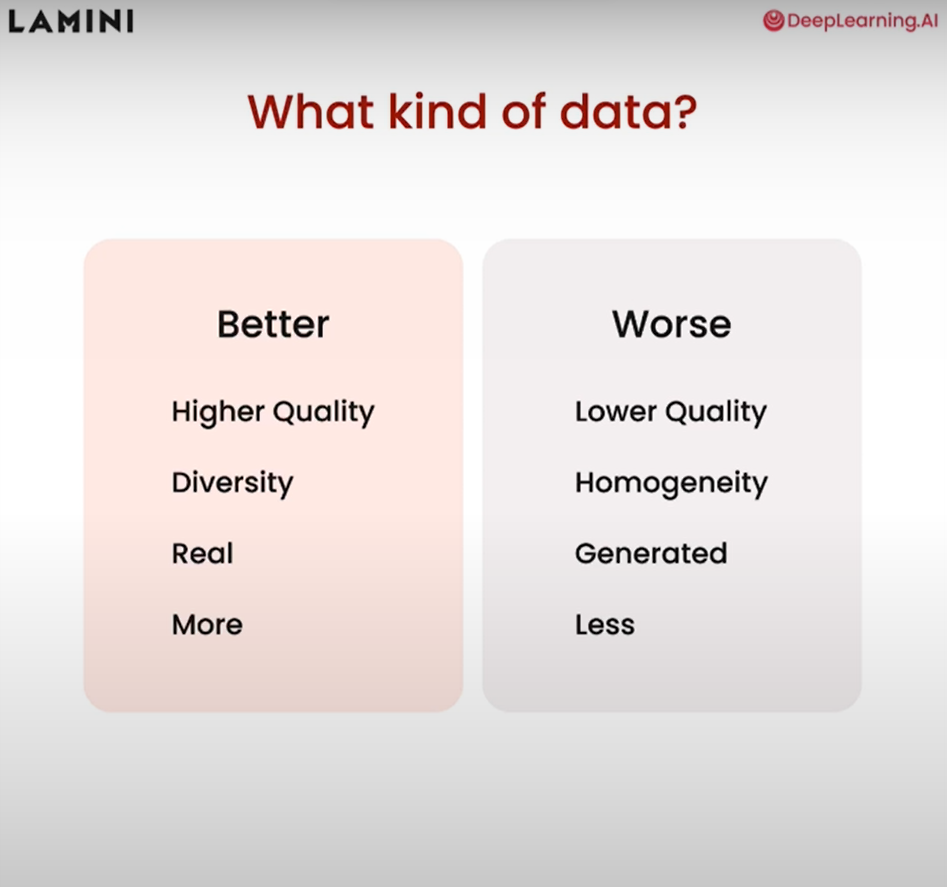 LAMINI
DeepLearning.AI
What kind of data?
Better
Higher Quality
Diversity
Real
More
Worse
Lower Quality
Homogeneity
Generated
Less